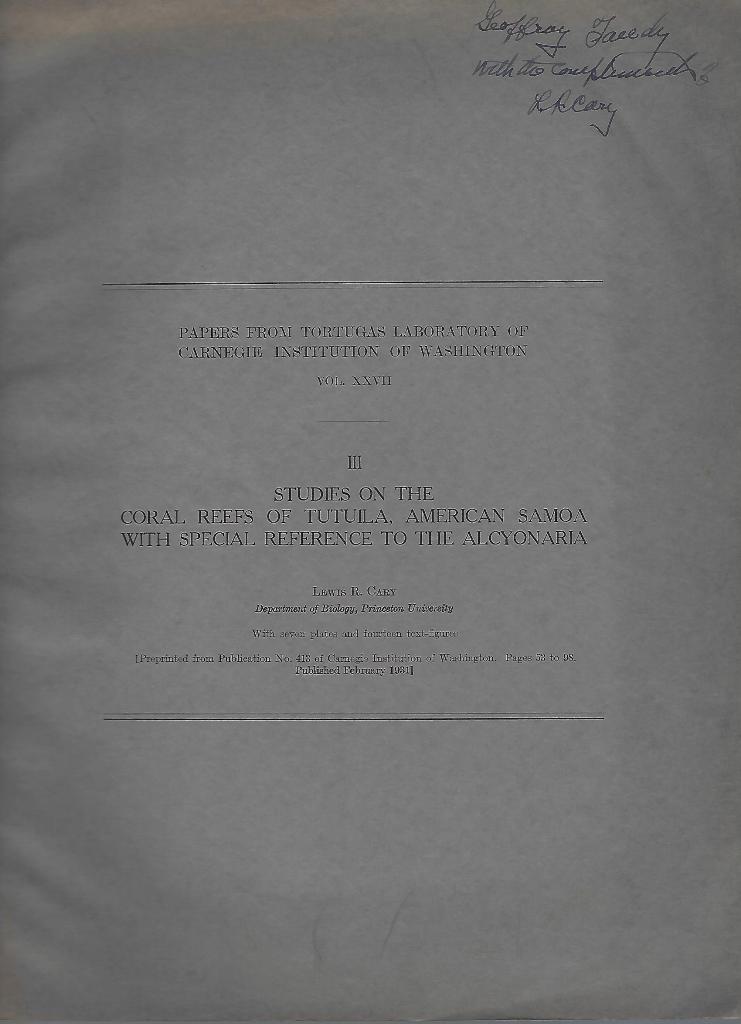 Geoffray Tandy
with the compliments of
L R Cary
PAPERS FROM TORTUGAS LABORATORY OF
CARNEGIE INSTITUTION OF WASHINGTON
VOL. XXVII
III
STUDIES ON THE
CORAL REEFS OF TUTUILA, AMERICAN SAMOA
WITH SPECIAL REFERENCE TO THE ALCYONARIA
LEWIS R. CARY
Department of Biology, Princeton University
With seven plates and fourteen text-figures
[Preprinted from Publication No. 413 of Carnegie Institution of Washington. Pages 53 to 98.
Published February 1931]